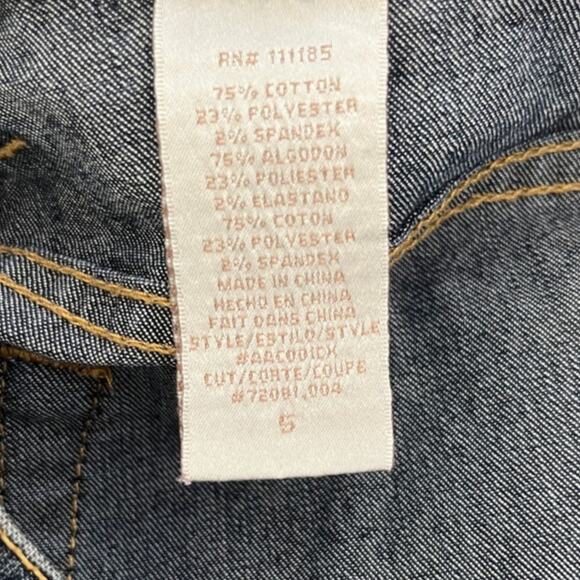 RN# 111185
75% COTTON
23% POLYESTER
2% SPANDEX
75% ALGODON
23% POLIESTER
2% ELASTANO
75% COTON
23% POLYESTER
2% SPANDEX
MADE IN CHINA
HECHO EN CHINA
FAIT DANS CHINA
STYLE/ESTILO/STYLE
#AACODICK
CUT/CORTE/COUPE
#72081.004
5